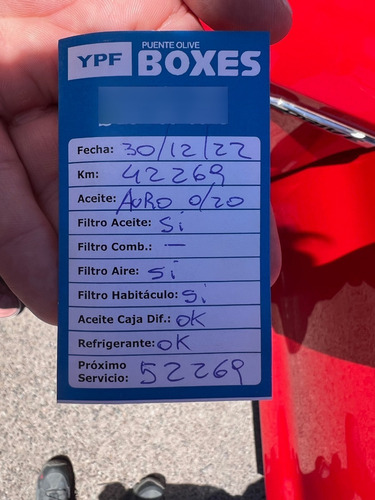 YPF
PUENTE OLIVE
BOXES
Fecha: 30/12/22
Km: 42269
Aceite: AURO 0/20
Filtro Aceite: Si
Filtro Comb.: —
Filtro Aire: Si
Filtro Habitáculo: Si
Aceite Caja Dif.: OK
Refrigerante: OK
Próximo
Servicio: 52269